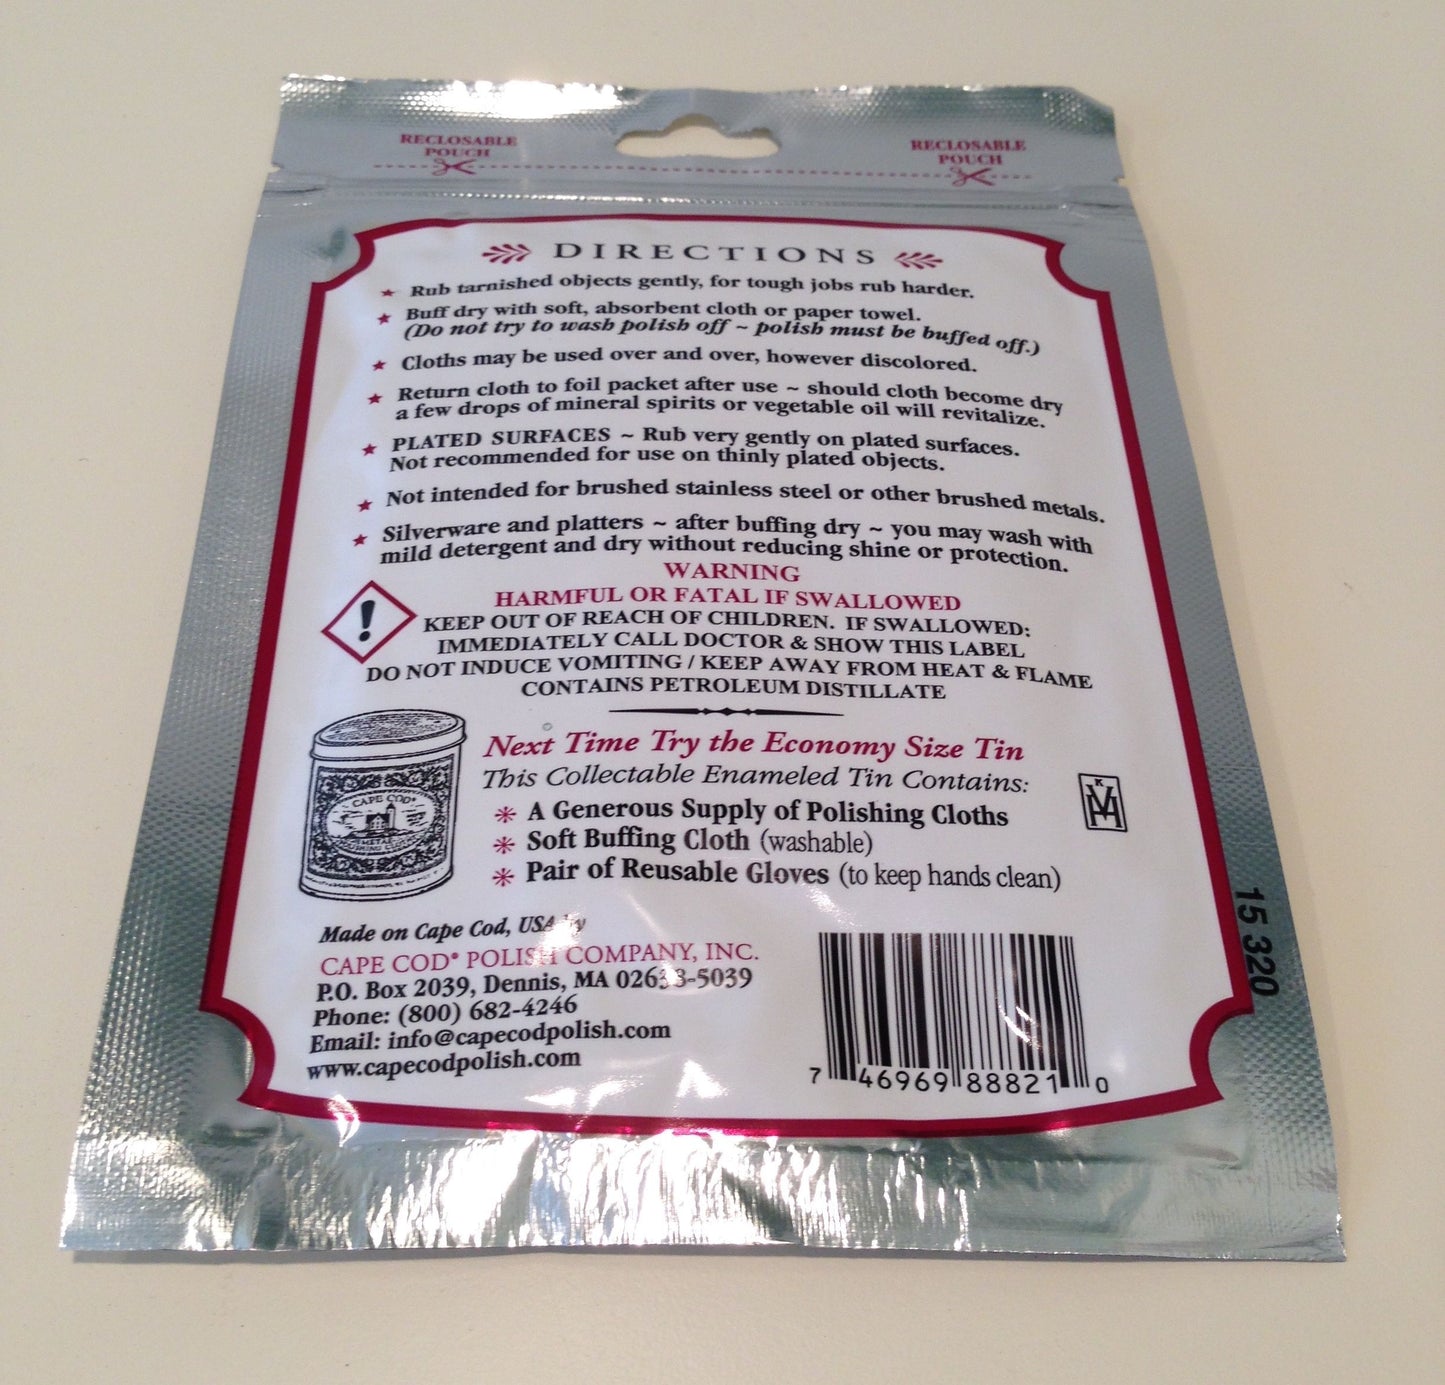 RECLOSABLE
POUCH
RECLOSABLE
POUCH
DIRECTIONS
Rub tarnished objects gently, for tough jobs rub harder.
Buff dry with soft, absorbent cloth or paper towel.
(Do not try to wash polish off ~ polish must be buffed off.)
Cloths may be used over and over, however discolored.
Return cloth to foil packet after use ~ should cloth become dry
a few drops of mineral spirits or vegetable oil will revitalize.
PLATED SURFACES ~ Rub very gently on plated surfaces.
Not recommended for use on thinly plated objects.
Not intended for brushed stainless steel or other brushed metals.
Silverware and platters ~ after buffing dry ~ you may wash with
mild detergent and dry without reducing shine or protection.
WARNING
HARMFUL OR FATAL IF SWALLOWED
KEEP OUT OF REACH OF CHILDREN. IF SWALLOWED:
IMMEDIATELY CALL DOCTOR & SHOW THIS LABEL
DO NOT INDUCE VOMITING / KEEP AWAY FROM HEAT & FLAME
CONTAINS PETROLEUM DISTILLATE
Next Time Try the Economy Size Tin
This Collectable Enameled Tin Contains:
A Generous Supply of Polishing Cloths
Soft Buffing Cloth (washable)
Pair of Reusable Gloves (to keep hands clean)
CAPE COD®
METAL
Made on Cape Cod, USA by
CAPE COD® POLISH COMPANY, INC.
P.O. Box 2039, Dennis, MA 02638-5039
Phone: (800) 682-4246
Email: info@capecodpolish.com
www.capecodpolish.com
7 46969 88821 0
15 320